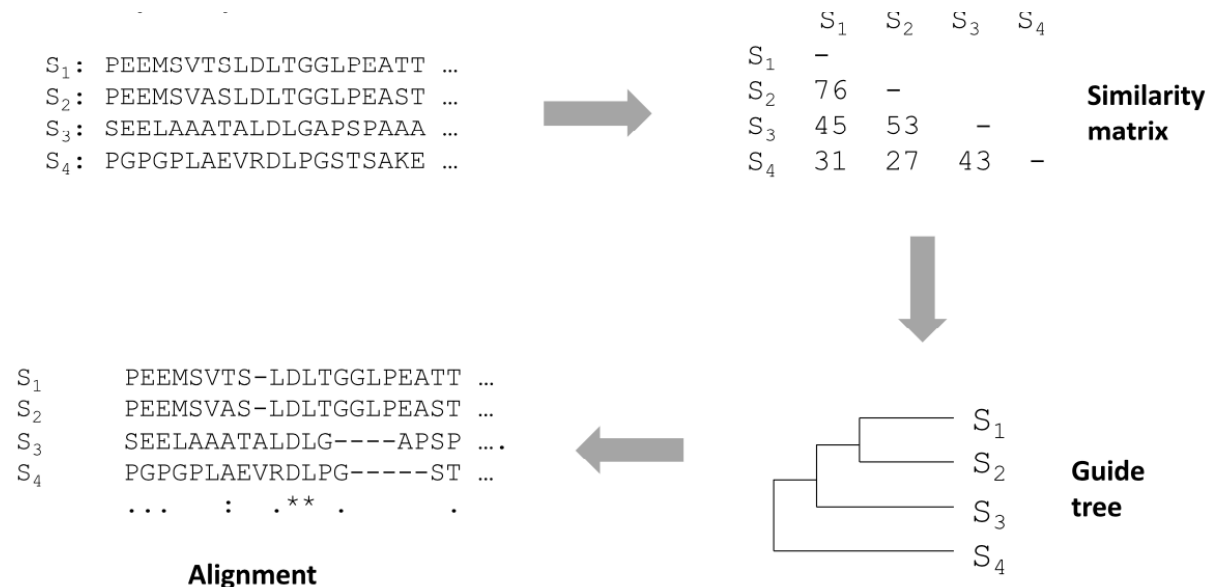 S₁: PEEMSVTSLDLTGGLPEATT ...
S₂: PEEMSVASLDLTGGLPEAST ...
S₃: SEELAAATALDLGAPSPAAA ...
S₄: PGPGPLAEVRDLPGSTSAKE ...
S₁ S₂ S₃ S₄
S₁ -
S₂ 76 -
S₃ 45 53 -
S₄ 31 27 43 -
Similarity
matrix
S₁ PEEMSVTS-LDLTGGLPEATT ...
S₂ PEEMSVAS-LDLTGGLPEAST ...
S₃ SEELAAATALDLG----APSP ....
S₄ PGPGPLAEVRDLPG-----ST ...
... : .** . .
Alignment
S₁
S₂
S₃
S₄
Guide
tree